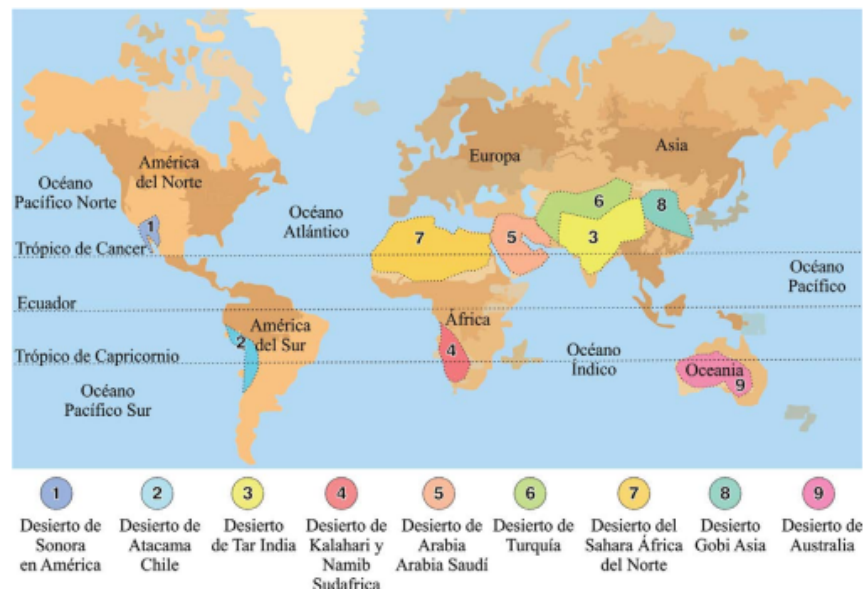 América
del Norte
Europa
Asia
Océano
Pacífico Norte
Océano
Atlántico
1
7
5
6
3
8
Trópico de Cancer
Océano
Pacífico
Ecuador
África
América
del Sur
2
4
Trópico de Capricornio
Océano
Índico
Oceania
9
Océano
Pacífico Sur
1
Desierto de
Sonora
en América
2
Desierto de
Atacama
Chile
3
Desierto
de Tar India
4
Desierto de
Kalahari y
Namib
Sudafrica
5
Desierto de
Arabia
Arabia Saudí
6
Desierto de
Turquía
7
Desierto del
Sahara África
del Norte
8
Desierto
Gobi Asia
9
Desierto de
Australia